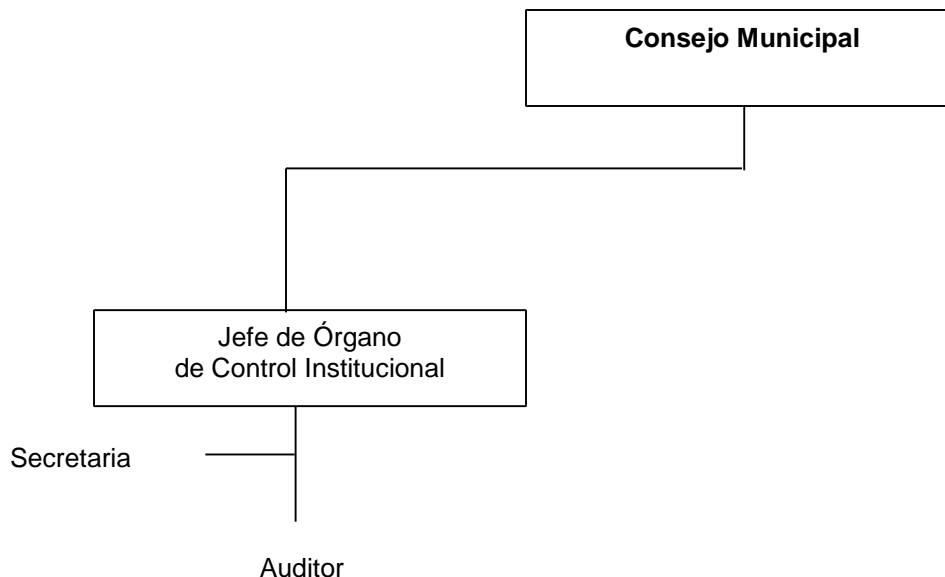 Consejo Municipal
Jefe de Órgano
de Control Institucional
Secretaria
Auditor